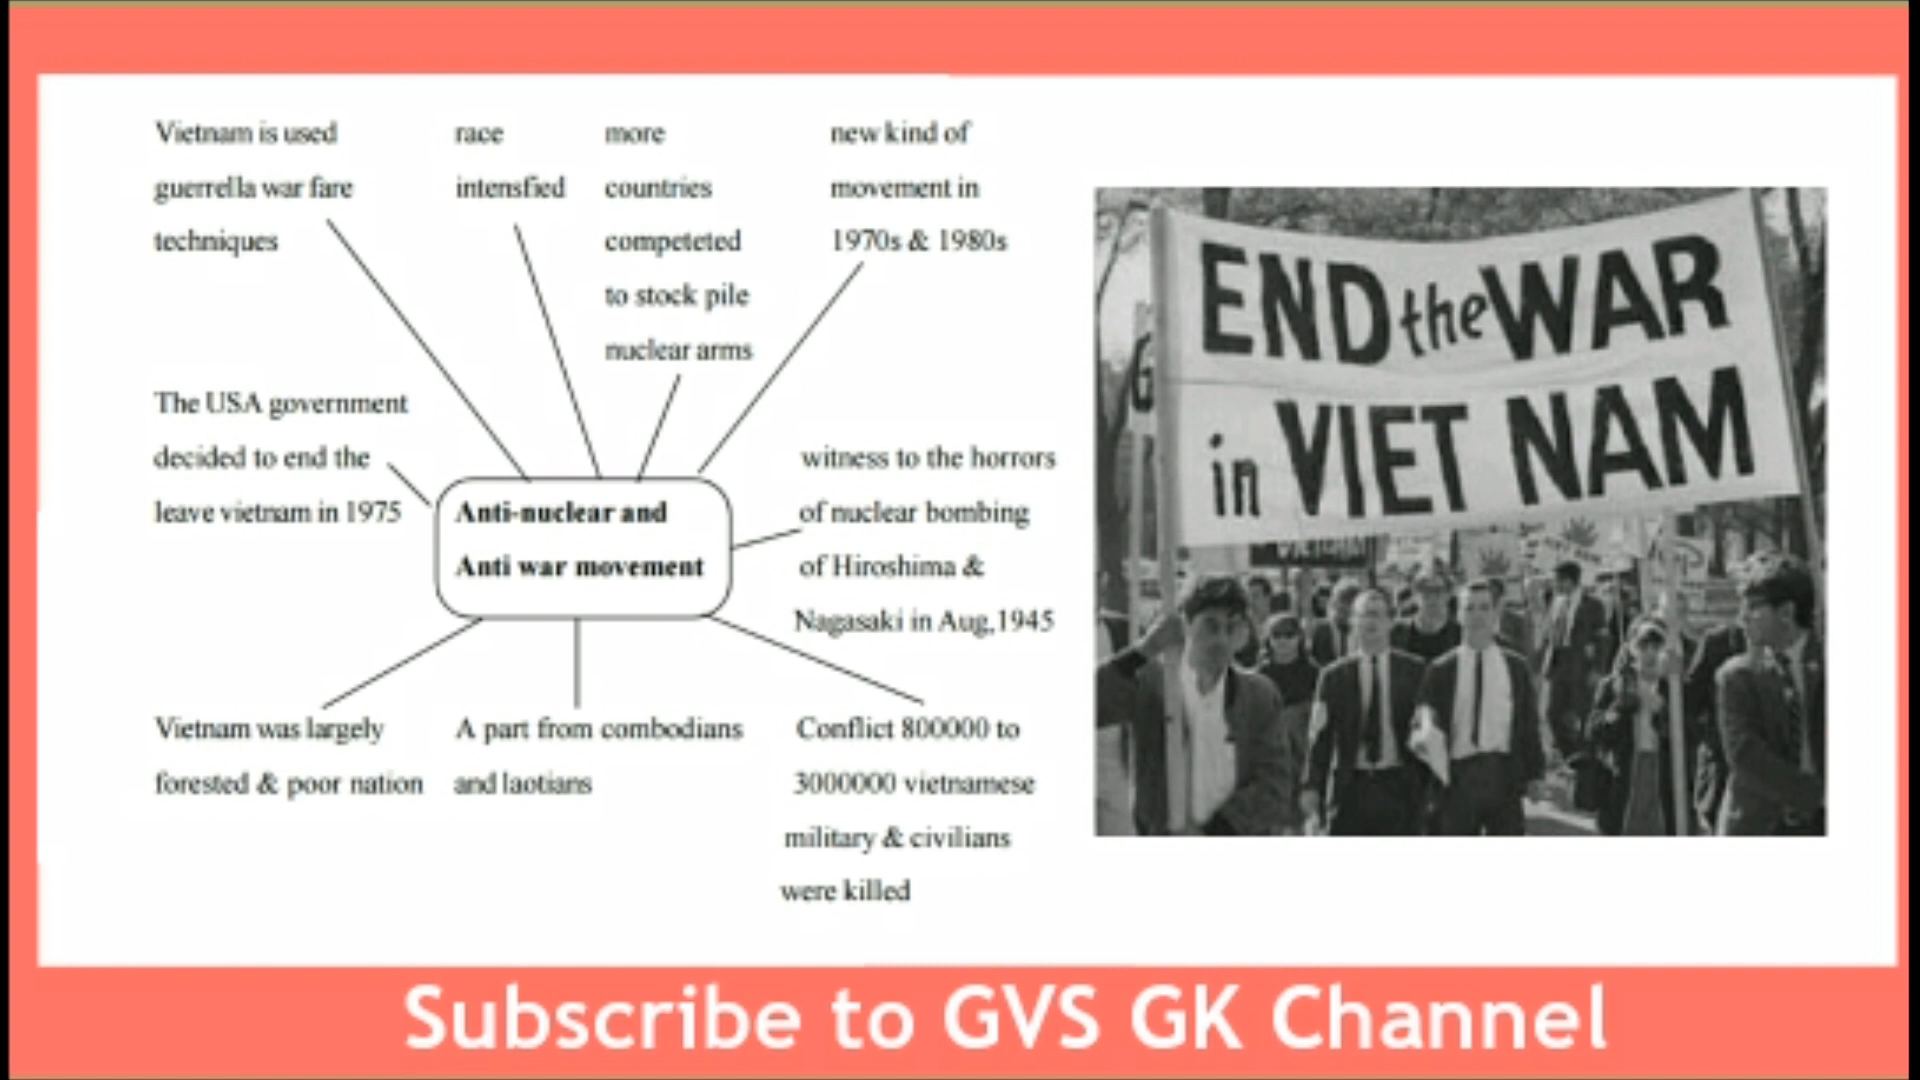 Vietnam is used
guerrella war fare
techniques
race
intensfied
more
countries
competeted
to stock pile
nuclear arms
new kind of
movement in
1970s & 1980s
The USA government
decided to end the
leave vietnam in 1975
Anti-nuclear and
Anti war movement
witness to the horrors
of nuclear bombing
of Hiroshima &
Nagasaki in Aug,1945
Vietnam was largely
forested & poor nation
A part from combodians
and laotians
Conflict 800000 to
3000000 vietnamese
military & civilians
were killed
END the WAR
in VIET NAM
Subscribe to GVS GK Channel